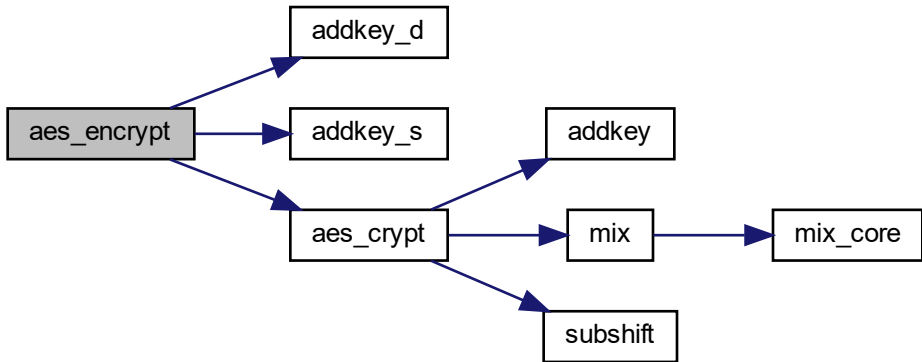 addkey_d
aes_encrypt
addkey_s
addkey
aes_crypt
mix
mix_core
subshift